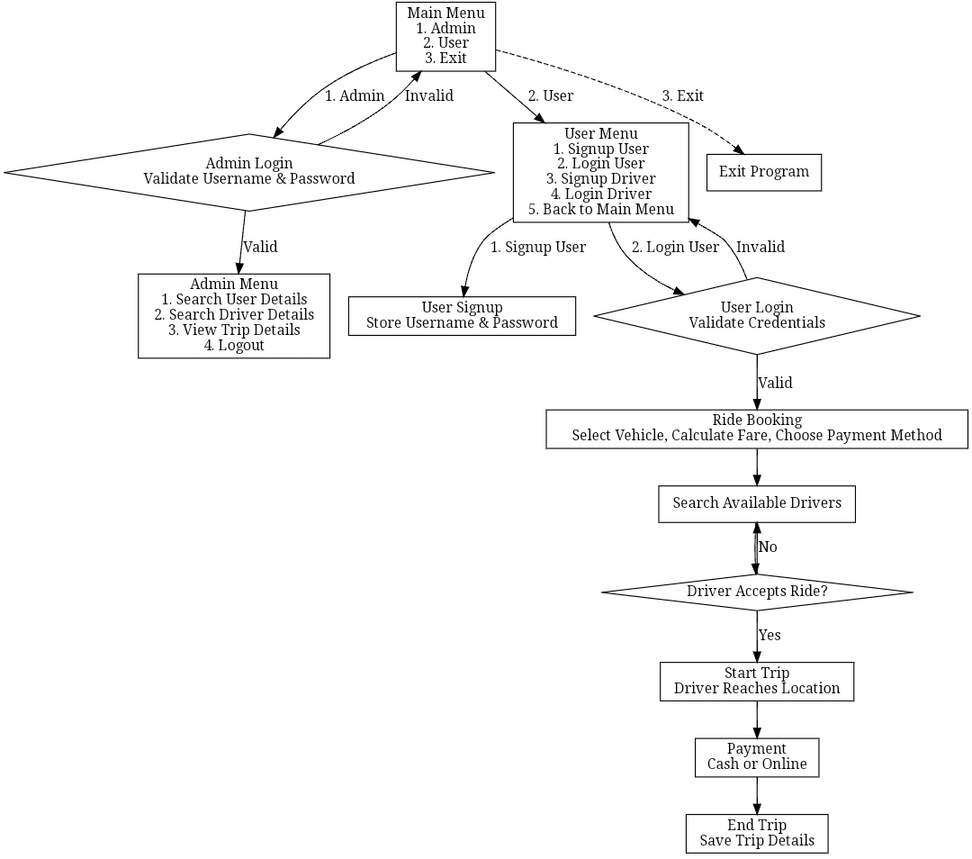 Main Menu
1. Admin
2. User
3. Exit
1. Admin
Invalid
2. User
3. Exit
Admin Login
Validate Username & Password
User Menu
1. Signup User
2. Login User
3. Signup Driver
4. Login Driver
5. Back to Main Menu
Exit Program
Valid
1. Signup User
2. Login User
Invalid
Admin Menu
1. Search User Details
2. Search Driver Details
3. View Trip Details
4. Logout
User Signup
Store Username & Password
User Login
Validate Credentials
Valid
Ride Booking
Select Vehicle, Calculate Fare, Choose Payment Method
Search Available Drivers
No
Driver Accepts Ride?
Yes
Start Trip
Driver Reaches Location
Payment
Cash or Online
End Trip
Save Trip Details